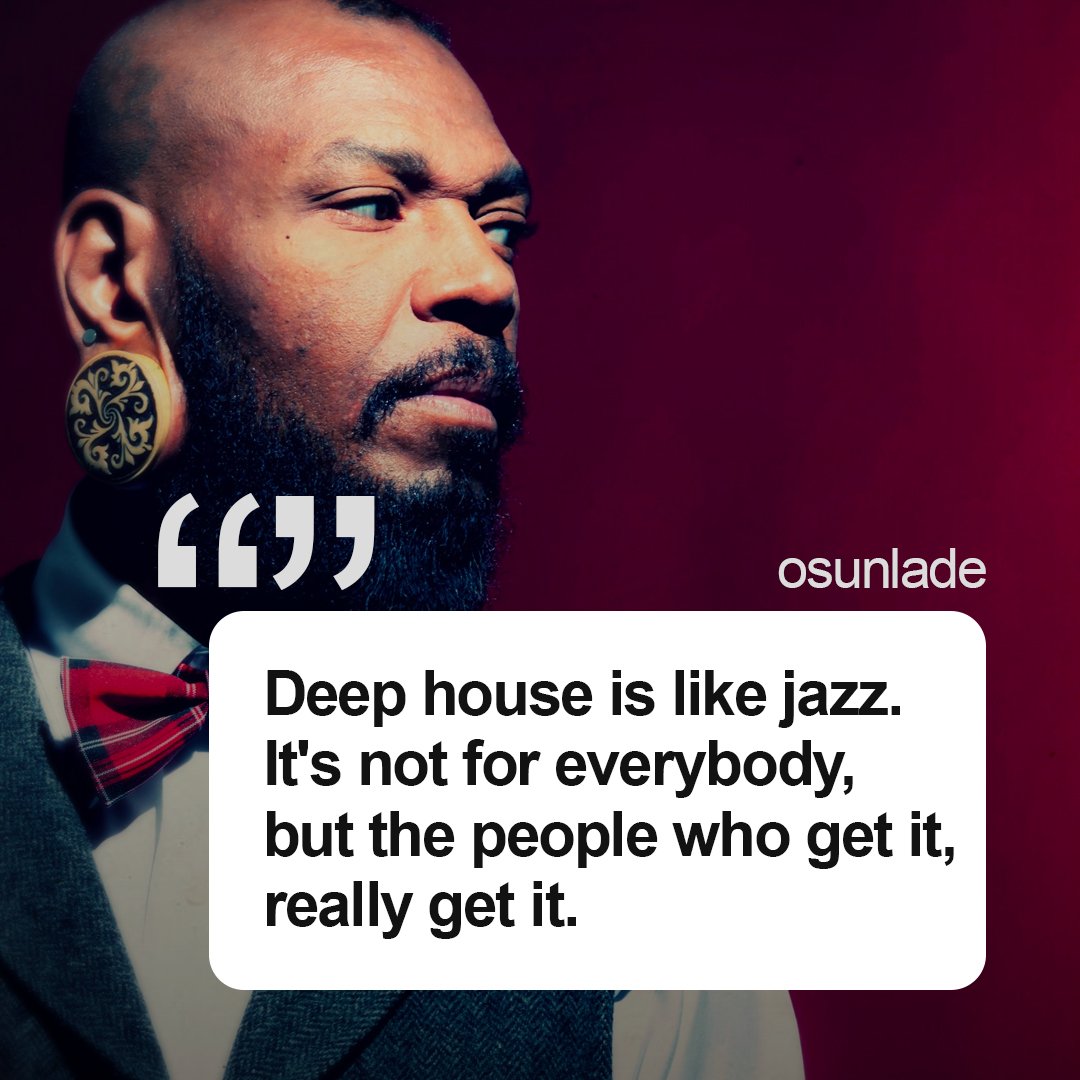 “”
osunlade
Deep house is like jazz.
It's not for everybody,
but the people who get it,
really get it.